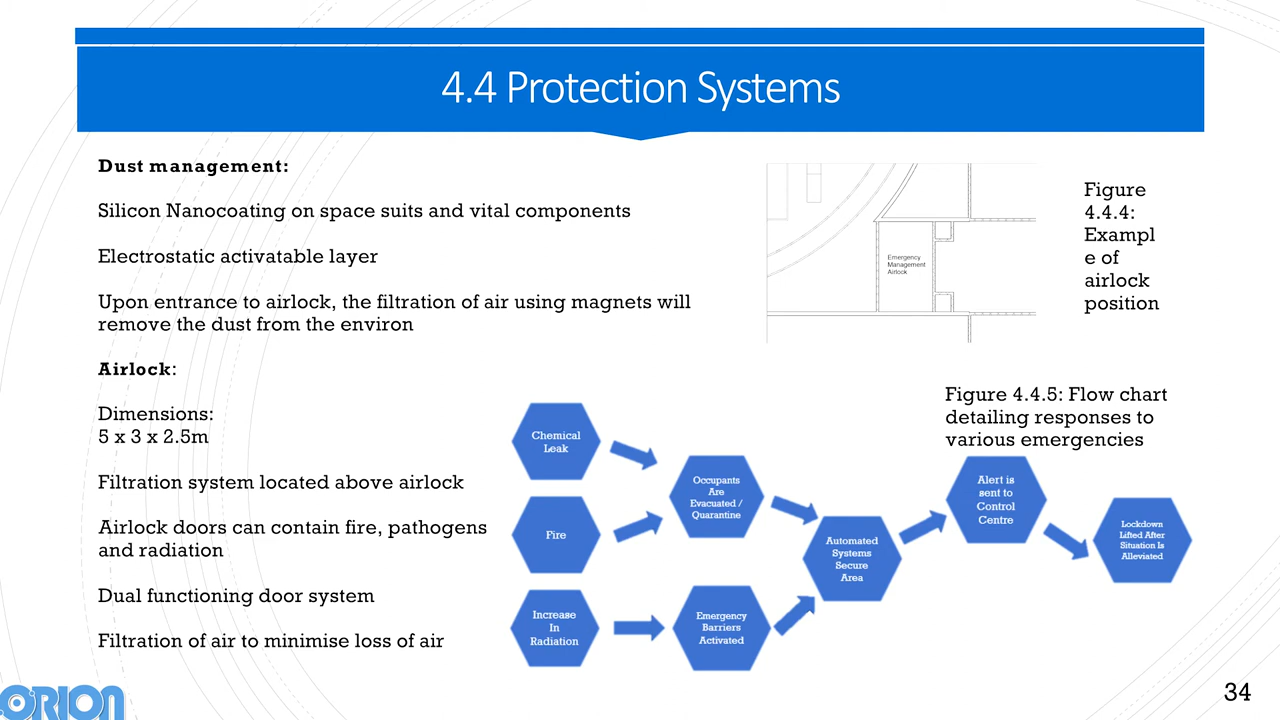 4.4 Protection Systems
Dust management:
Silicon Nanocoating on space suits and vital components
Electrostatic activatable layer
Upon entrance to airlock, the filtration of air using magnets will
remove the dust from the environ
Airlock:
Dimensions:
5 x 3 x 2.5m
Filtration system located above airlock
Airlock doors can contain fire, pathogens
and radiation
Dual functioning door system
Filtration of air to minimise loss of air
Emergency
Management
Airlock
Figure
4.4.4:
Exampl
e of
airlock
position
Figure 4.4.5: Flow chart
detailing responses to
various emergencies
Chemical
Leak
Fire
Increase
In
Radiation
Occupants
Are
Evacuated /
Quarantine
Emergency
Barriers
Activated
Automated
Systems
Secure
Area
Alert is
sent to
Control
Centre
Lockdown
Lifted After
Situation Is
Alleviated
ORION
34